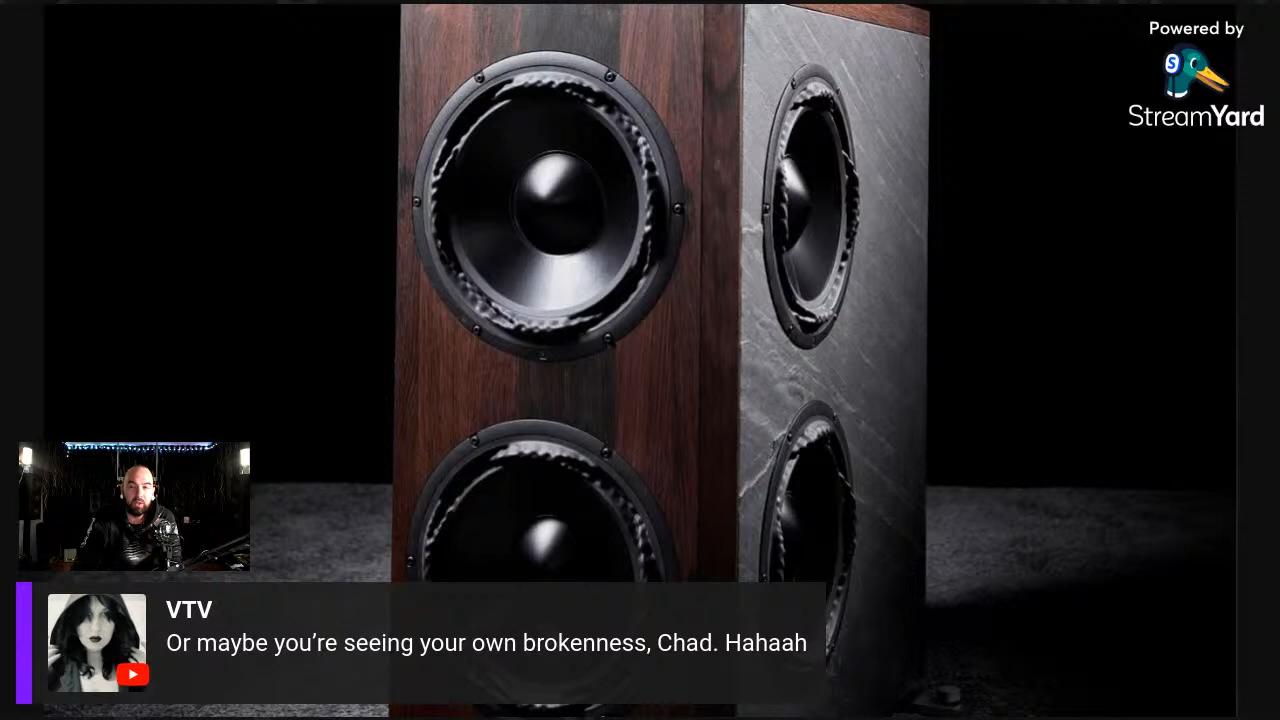 Powered by
S
StreamYard
VTV
Or maybe you’re seeing your own brokenness, Chad. Hahaah